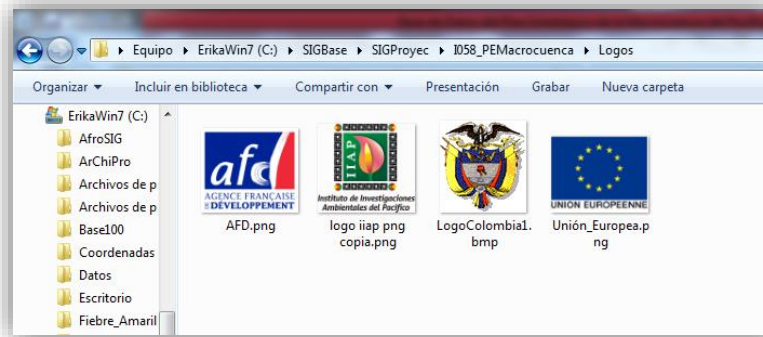 Equipo ▸ ErikaWin7 (C:) ▸ SIGBase ▸ SIGProyec ▸ I058_PEMacrocuenca ▸ Logos
Organizar Incluir en biblioteca Compartir con Presentación Grabar Nueva carpeta
ErikaWin7 (C:)
AfroSIG
ArChiPro
Archivos de p
Archivos de p
Base100
Coordenadas
Datos
Escritorio
Fiebre_Amaril
afd
AGENCE FRANÇAISE
DE DÉVELOPPEMENT
AFD.png
IIAP
Instituto de Investigaciones
Ambientales del Pacífico
logo iiap png
copia.png
LogoColombia1.
bmp
UNION EUROPEENNE
Unión_Europea.p
ng